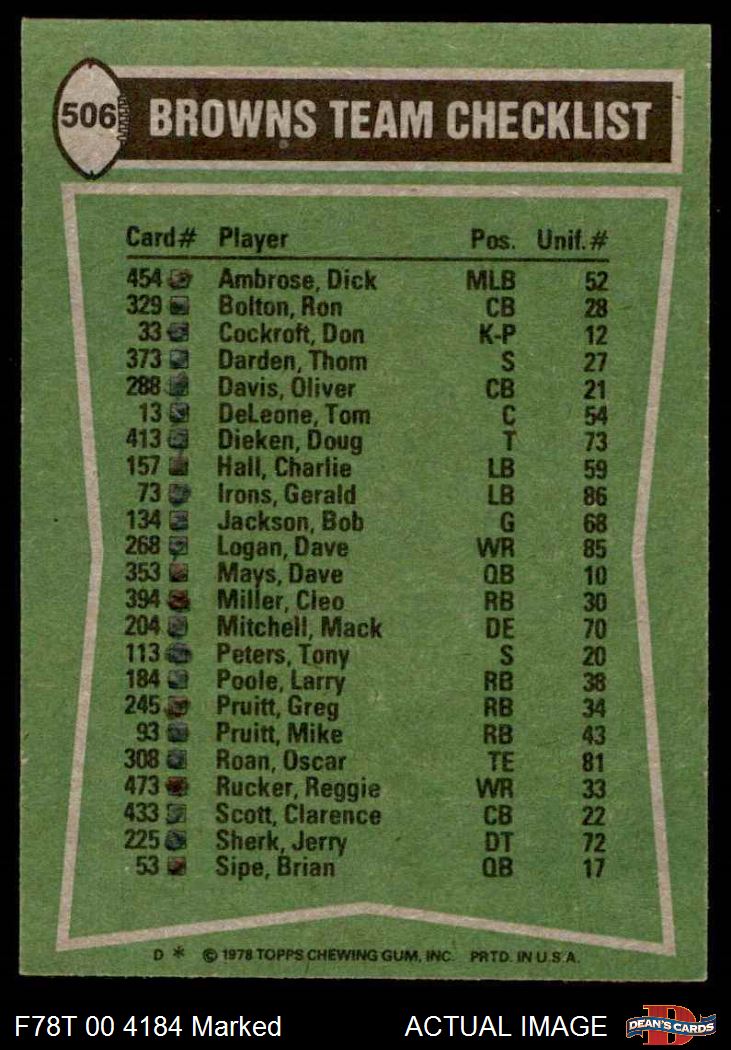 506 BROWNS TEAM CHECKLIST
Card# Player Pos. Unif.#
454 Ambrose, Dick MLB 52
329 Bolton, Ron CB 28
33 Cockroft, Don K-P 12
373 Darden, Thom S 27
288 Davis, Oliver CB 21
13 DeLeone, Tom C 54
413 Dieken, Doug T 73
157 Hall, Charlie LB 59
73 Irons, Gerald LB 86
134 Jackson, Bob G 68
268 Logan, Dave WR 85
353 Mays, Dave QB 10
394 Miller, Cleo RB 30
204 Mitchell, Mack DE 70
113 Peters, Tony S 20
184 Poole, Larry RB 38
245 Pruitt, Greg RB 34
93 Pruitt, Mike RB 43
308 Roan, Oscar TE 81
473 Rucker, Reggie WR 33
433 Scott, Clarence CB 22
225 Sherk, Jerry DT 72
53 Sipe, Brian QB 17
D * © 1978 TOPPS CHEWING GUM, INC. PRTD. IN U.S.A.
F78T 00 4184 Marked ACTUAL IMAGE D DEAN'S CARDS